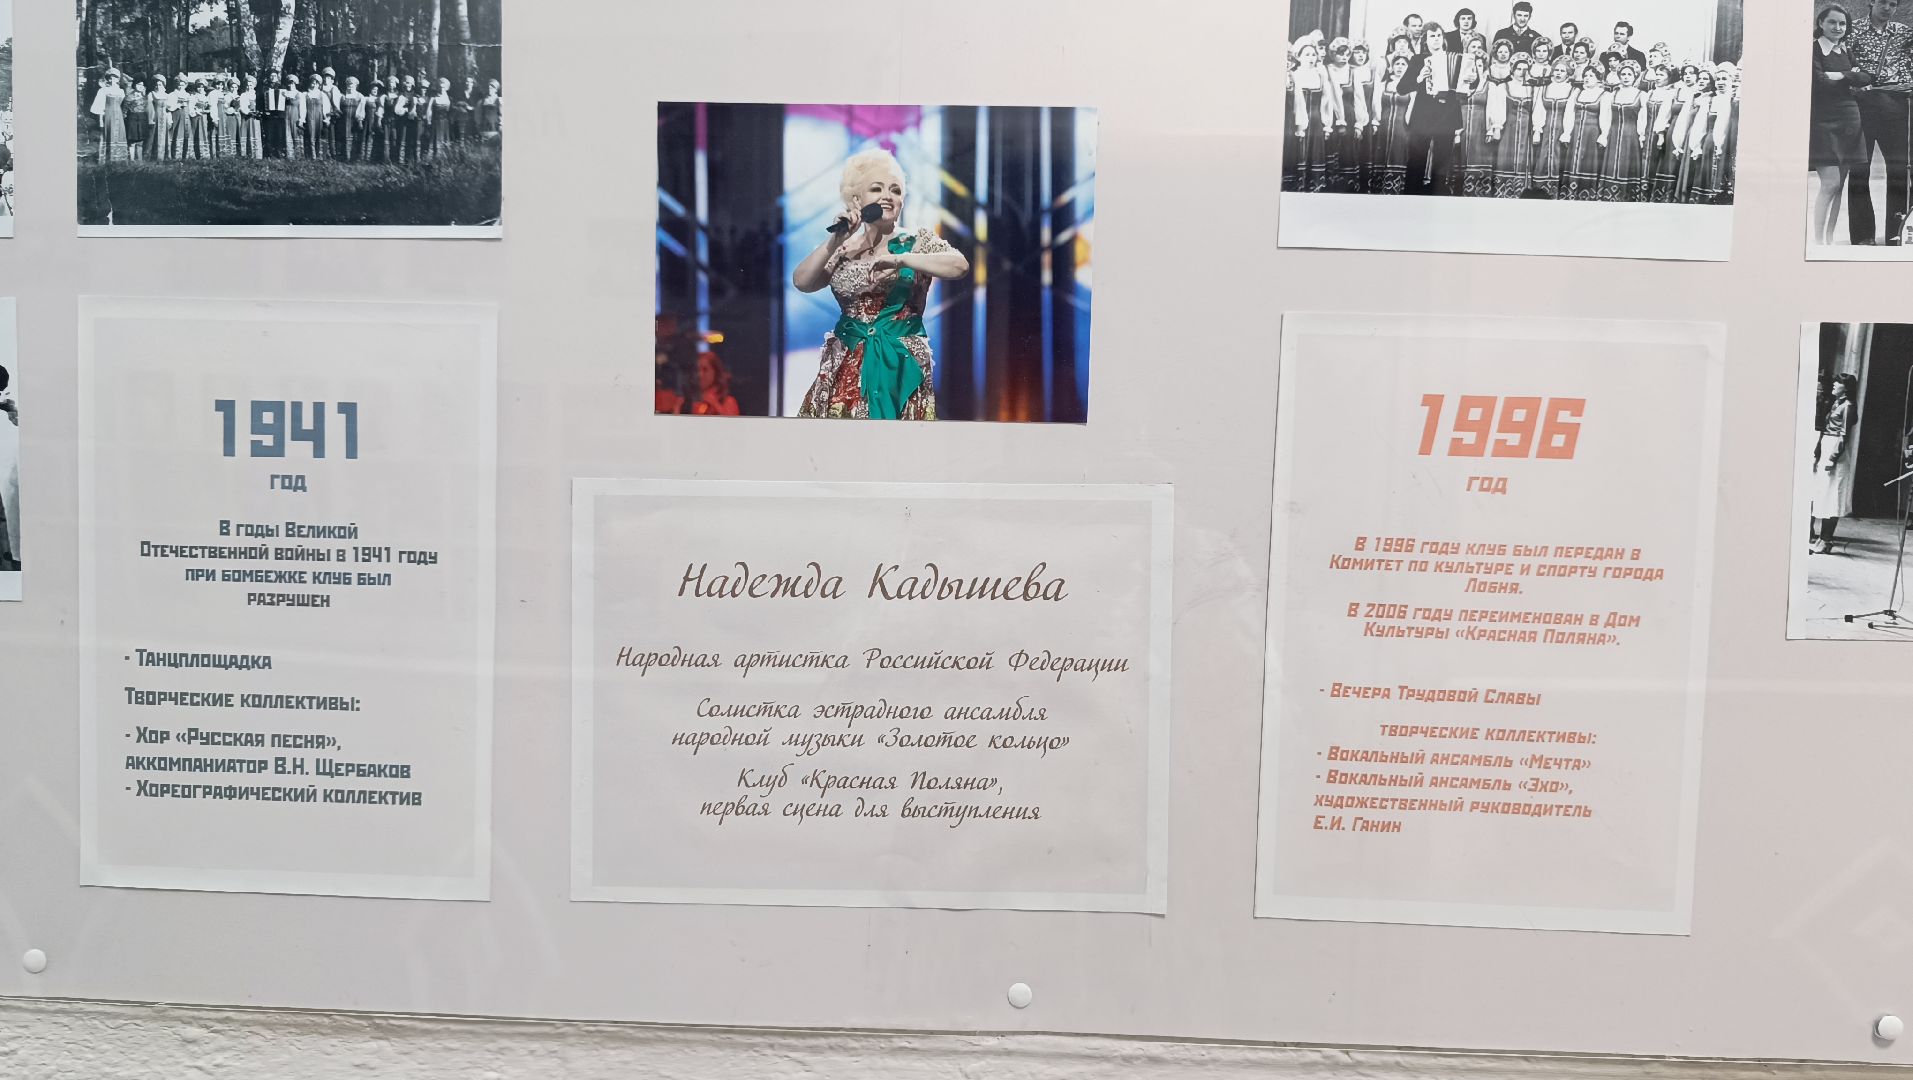 1941
год
В годы Великой
Отечественной войны в 1941 году
при бомбежке клуб был
разрушен
- Танцплощадка
Творческие коллективы:
- Хор «Русская песня»,
аккомпаниатор В.Н. Щербаков
- Хореографический коллектив
Надежда Кадышева
Народная артистка Российской Федерации
Солистка эстрадного ансамбля
народной музыки «Золотое кольцо»
Клуб «Красная Поляна»,
первая сцена для выступления
1996
год
В 1996 году клуб был передан в
Комитет по культуре и спорту города
Лобня.
В 2006 году переименован в Дом
Культуры «Красная Поляна».
- Вечера Трудовой Славы
творческие коллективы:
- Вокальный ансамбль «Мечта»
- Вокальный ансамбль «Эхо»,
художественный руководитель
Е.И. Ганин